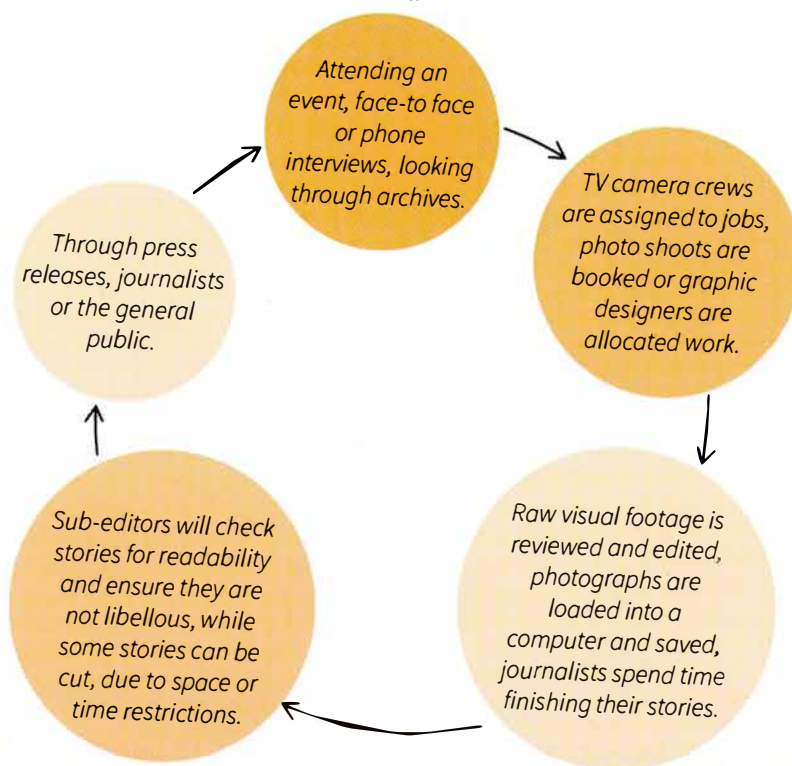 Attending an
event, face-to face
or phone
interviews, looking
through archives.
TV camera crews
are assigned to jobs,
photo shoots are
booked or graphic
designers are
allocated work.
Raw visual footage is
reviewed and edited,
photographs are
loaded into a
computer and saved,
journalists spend time
finishing their stories.
Sub-editors will check
stories for readability
and ensure they are
not libellous, while
some stories can be
cut, due to space or
time restrictions.
Through press
releases, journalists
or the general
public.